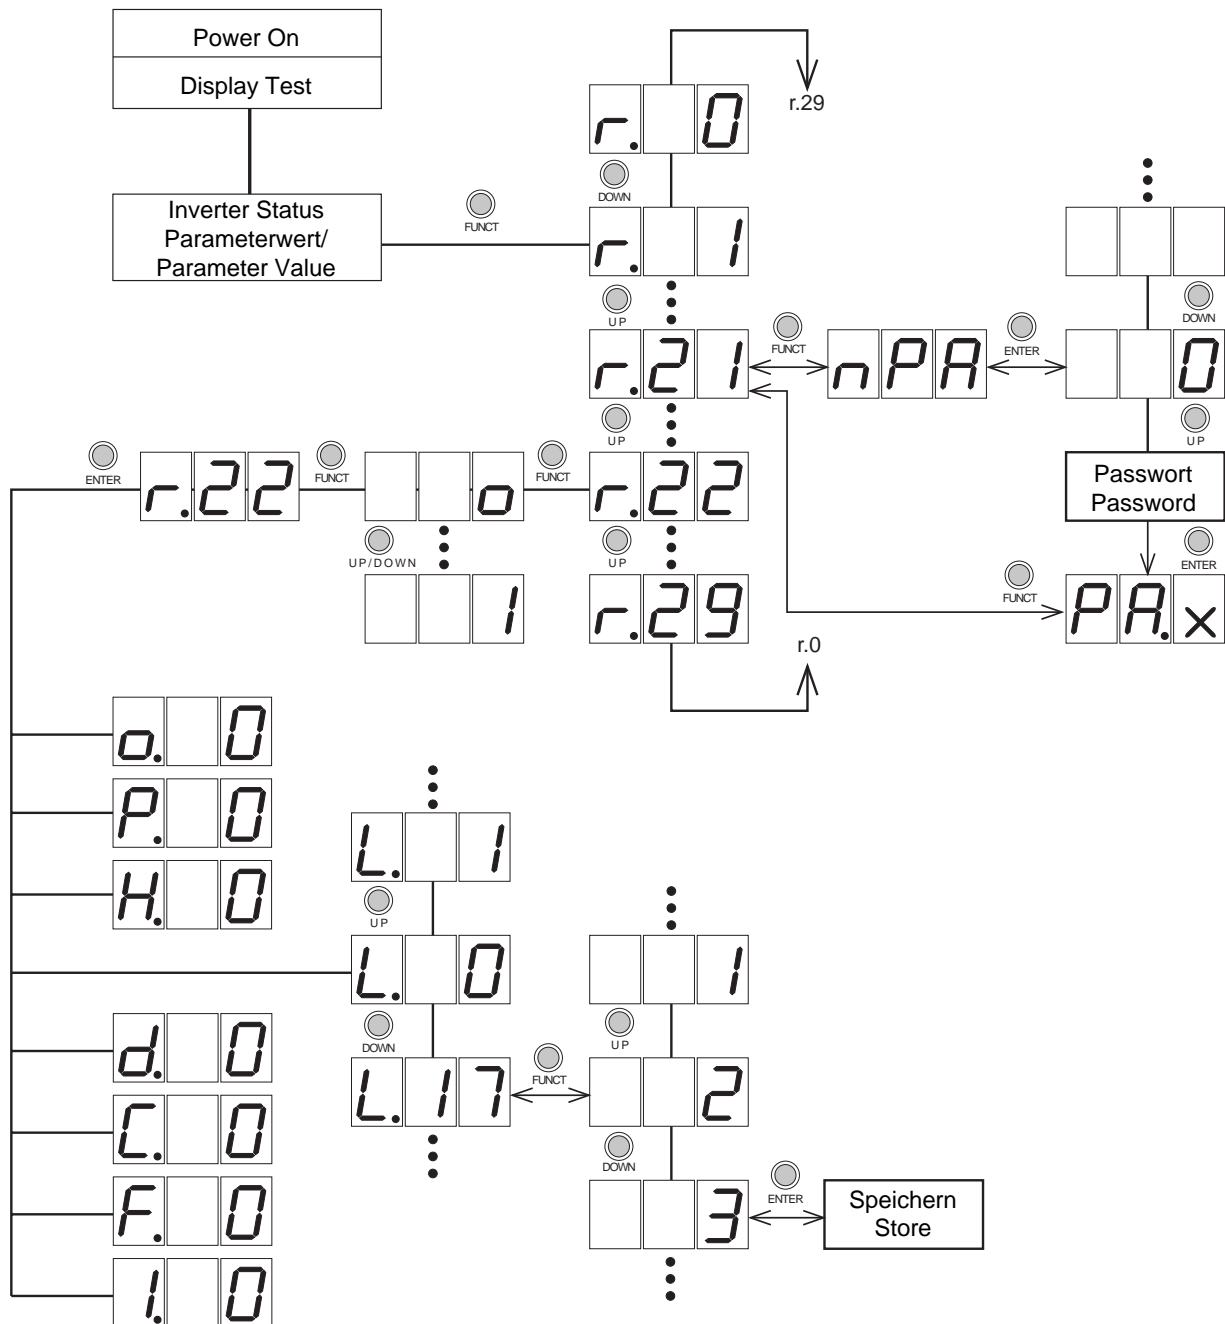 Power On
Display Test
Inverter Status
Parameterwert/
Parameter Value
FUNCT
r. 0
r.29
DOWN
r. 1
UP
r.21
FUNCT
nPA
ENTER
DOWN
0
UP
Passwort
Password
ENTER
PA.x
FUNCT
UP
r.22
FUNCT
o
FUNCT
r.22
ENTER
UP/DOWN
1
UP
r.29
r.0
o. 0
P. 0
H. 0
L. 1
UP
L. 0
DOWN
L.17
FUNCT
1
UP
2
DOWN
3
ENTER
Speichern
Store
d. 0
C. 0
F. 0
1. 0